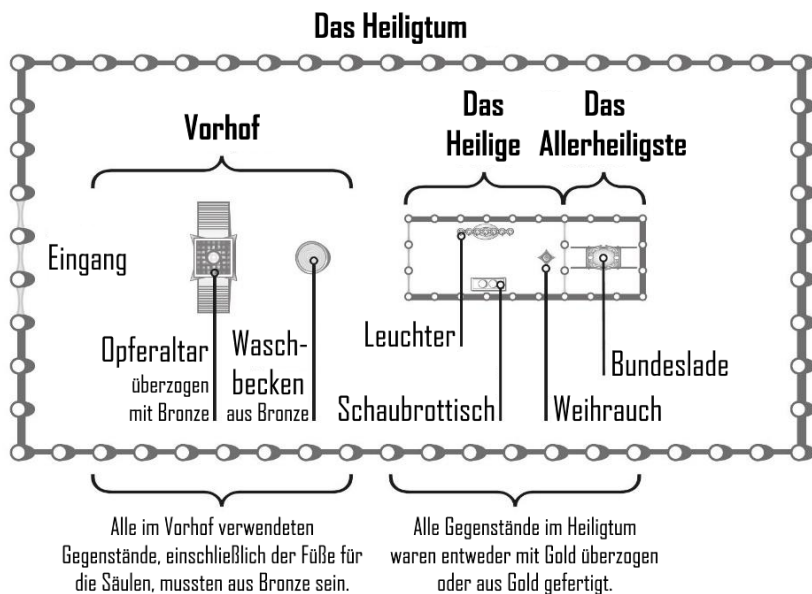 Das Heiligtum
Vorhof
Das
Heilige
Das
Allerheiligste
Eingang
Opferaltar
überzogen
mit Bronze
Wasch-
becken
aus Bronze
Leuchter
Schaubrottisch
Weihrauch
Bundeslade
Alle im Vorhof verwendeten
Gegenstände, einschließlich der Füße für
die Säulen, mussten aus Bronze sein.
Alle Gegenstände im Heiligtum
waren entweder mit Gold überzogen
oder aus Gold gefertigt.